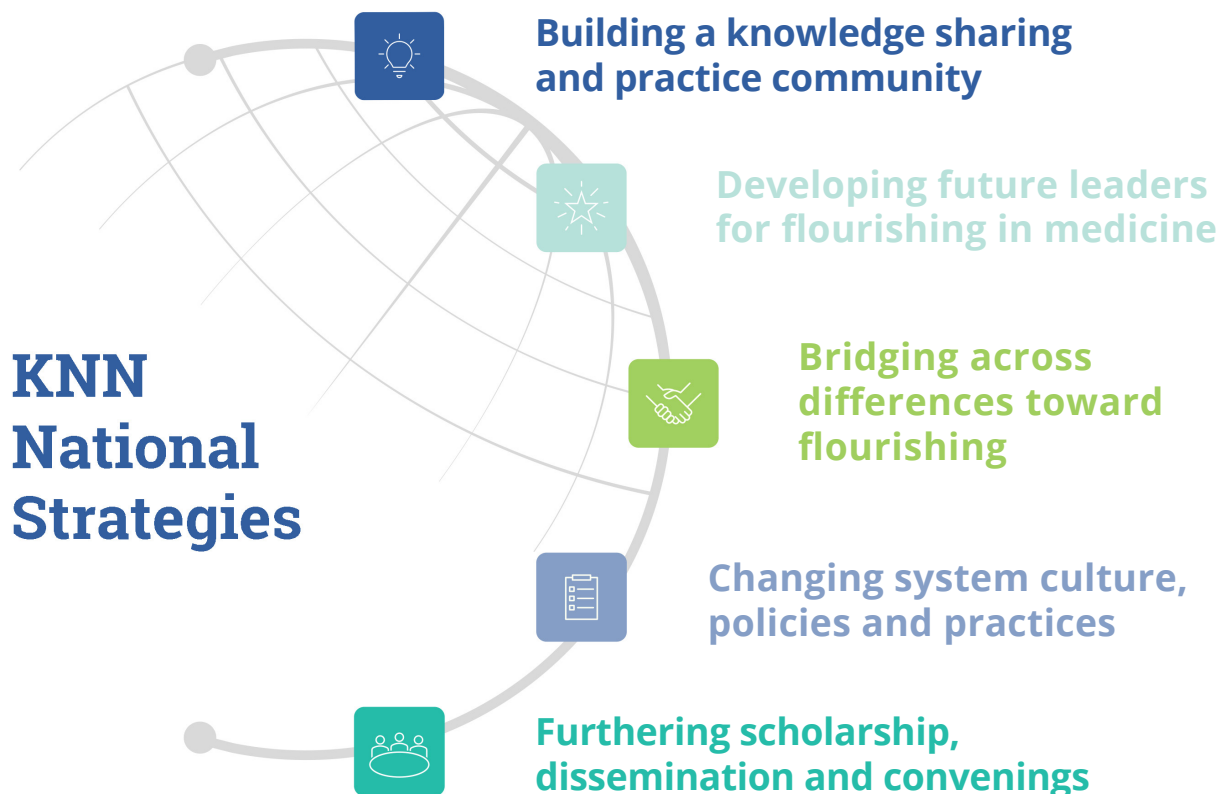 Building a knowledge sharing
and practice community
Developing future leaders
for flourishing in medicine
KNN
National
Strategies
Bridging across
differences toward
flourishing
Changing system culture,
policies and practices
Furthering scholarship,
dissemination and convenings